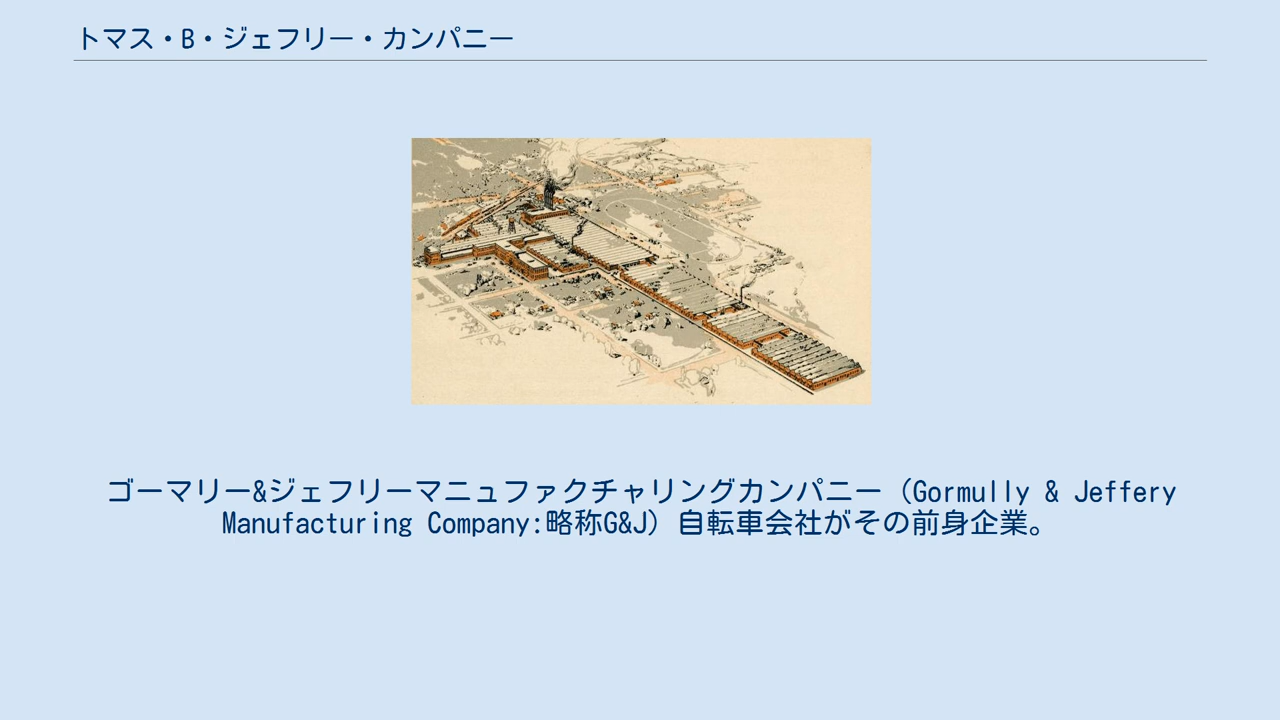 トマス・B・ジェフリー・カンパニー
ゴーマリー&ジェフリーマニュファクチャリングカンパニー（Gormully & Jeffery
Manufacturing Company:略称G&J）自転車会社がその前身企業。